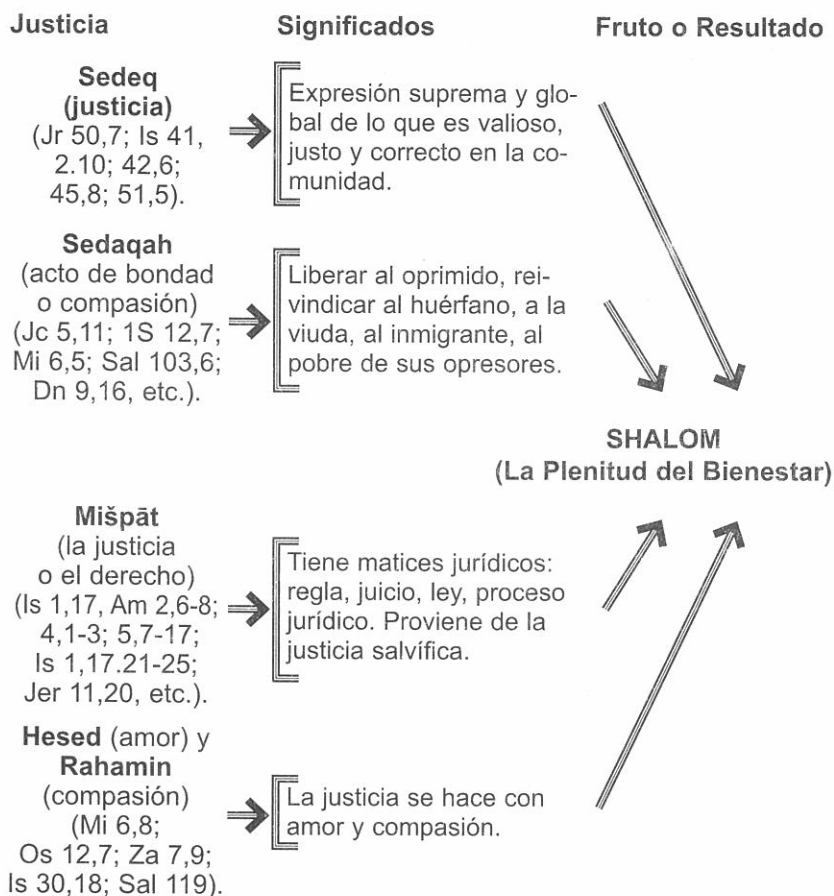 Justicia
Significados
Fruto o Resultado
Sedeq
(justicia)
(Jr 50,7; Is 41,
2.10; 42,6;
45,8; 51,5).
Expresión suprema y glo-
bal de lo que es valioso,
justo y correcto en la co-
munidad.
Sedaqah
(acto de bondad
o compasión)
(Jc 5,11; 1S 12,7;
Mi 6,5; Sal 103,6;
Dn 9,16, etc.).
Liberar al oprimido, rei-
vindicar al huérfano, a la
viuda, al inmigrante, al
pobre de sus opresores.
SHALOM
(La Plenitud del Bienestar)
Mišpāt
(la justicia
o el derecho)
(Is 1,17, Am 2,6-8;
4,1-3; 5,7-17;
Is 1,17.21-25;
Jer 11,20, etc.).
Tiene matices jurídicos:
regla, juicio, ley, proceso
jurídico. Proviene de la
justicia salvífica.
Hesed (amor) y
Rahamin
(compasión)
(Mi 6,8;
Os 12,7; Za 7,9;
Is 30,18; Sal 119).
La justicia se hace con
amor y compasión.